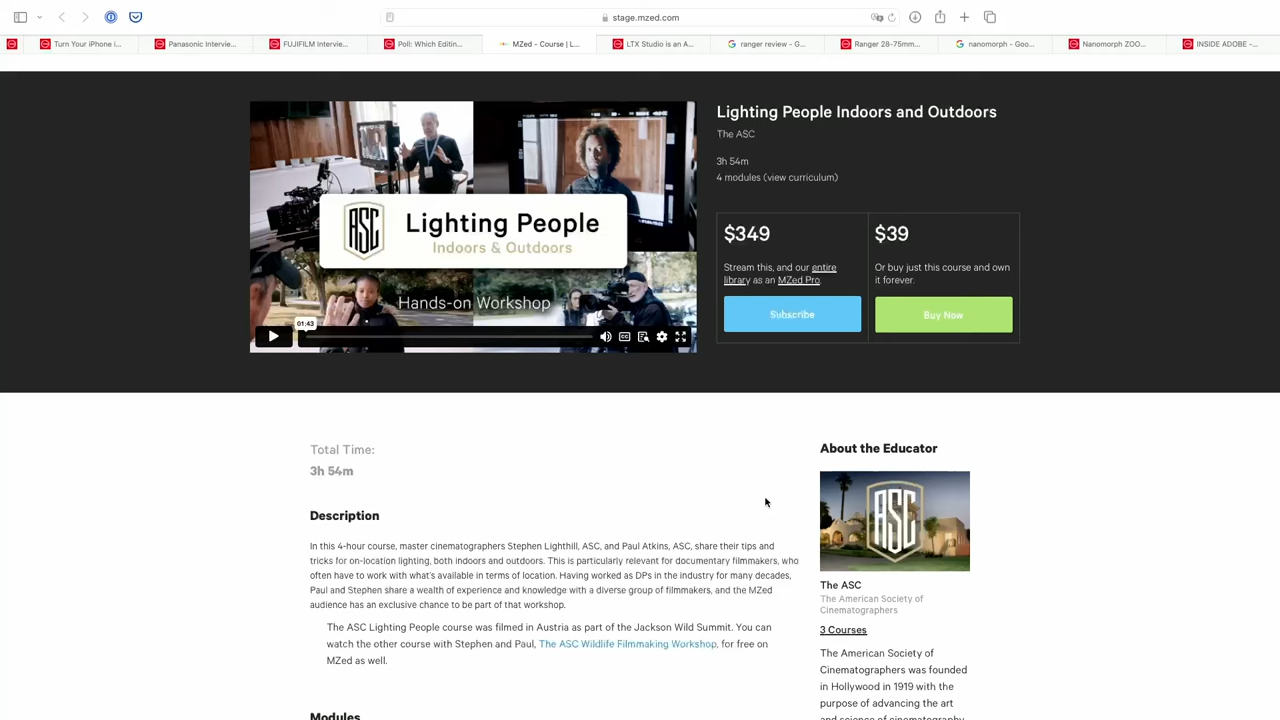 stage.mzed.com
Turn Your iPhone i...
Panasonic Intervie...
FUJIFILM Intervie...
Poll: Which Editin...
MZed - Course | L...
LTX Studio is an A...
ranger review - G...
Ranger 28-75mm...
nanomorph - Goo...
Nanomorph ZOO...
INSIDE ADOBE -...
ASC
Lighting People
Indoors & Outdoors
Hands-on Workshop
01:43
CC
Lighting People Indoors and Outdoors
The ASC
3h 54m
4 modules (view curriculum)
$349
Stream this, and our entire
library as an MZed Pro.
Subscribe
$39
Or buy just this course and own
it forever.
Buy Now
Total Time:
3h 54m
Description
In this 4-hour course, master cinematographers Stephen Lighthill, ASC, and Paul Atkins, ASC, share their tips and
tricks for on-location lighting, both indoors and outdoors. This is particularly relevant for documentary filmmakers, who
often have to work with what's available in terms of location. Having worked as DPs in the industry for many decades,
Paul and Stephen share a wealth of experience and knowledge with a diverse group of filmmakers, and the MZed
audience has an exclusive chance to be part of that workshop.
The ASC Lighting People course was filmed in Austria as part of the Jackson Wild Summit. You can
watch the other course with Stephen and Paul, The ASC Wildlife Filmmaking Workshop, for free on
MZed as well.
Modules
About the Educator
ASC
The ASC
The American Society of
Cinematographers
3 Courses
The American Society of
Cinematographers was founded
in Hollywood in 1919 with the
purpose of advancing the art
and science of cinematography